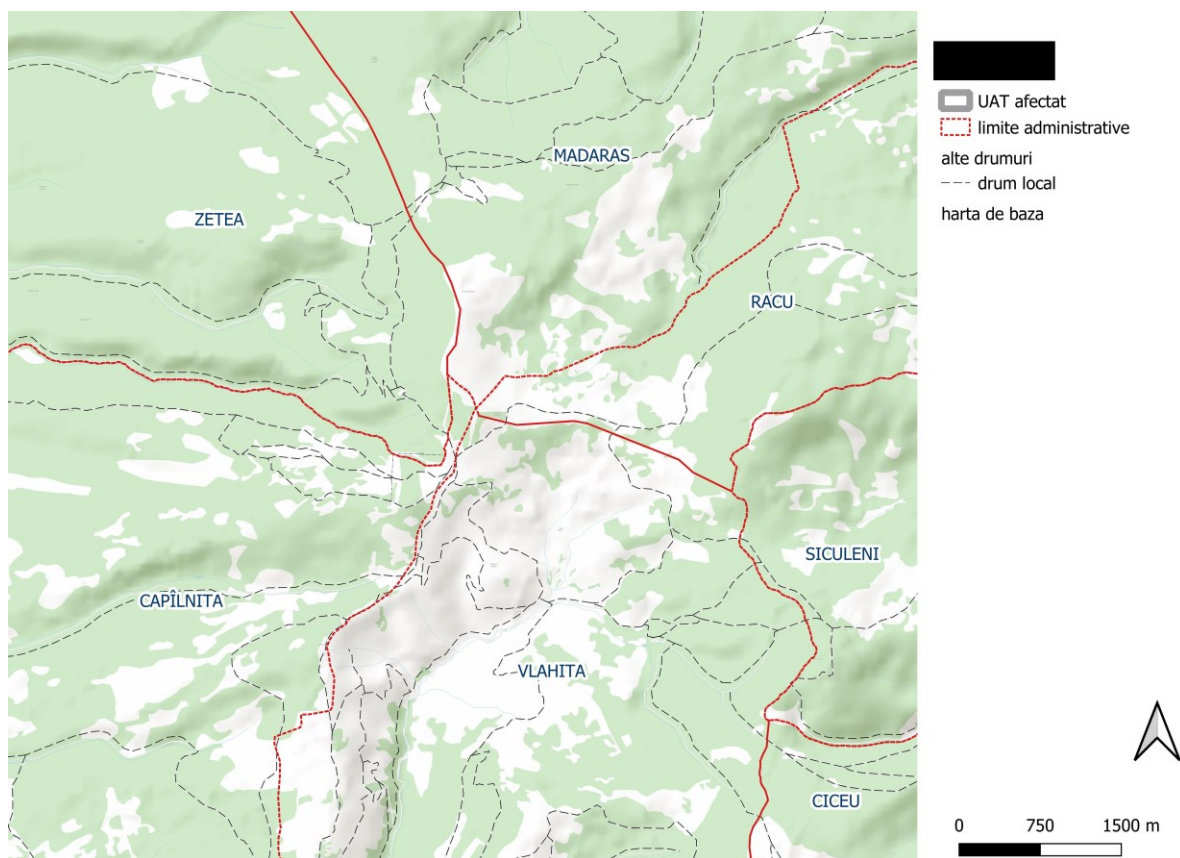 MADARAS
ZETEA
RACU
SICULENI
CAPÎLNITA
VLAHITA
CICEU
UAT afectat
limite administrative
alte drumuri
drum local
harta de baza
0 750 1500 m